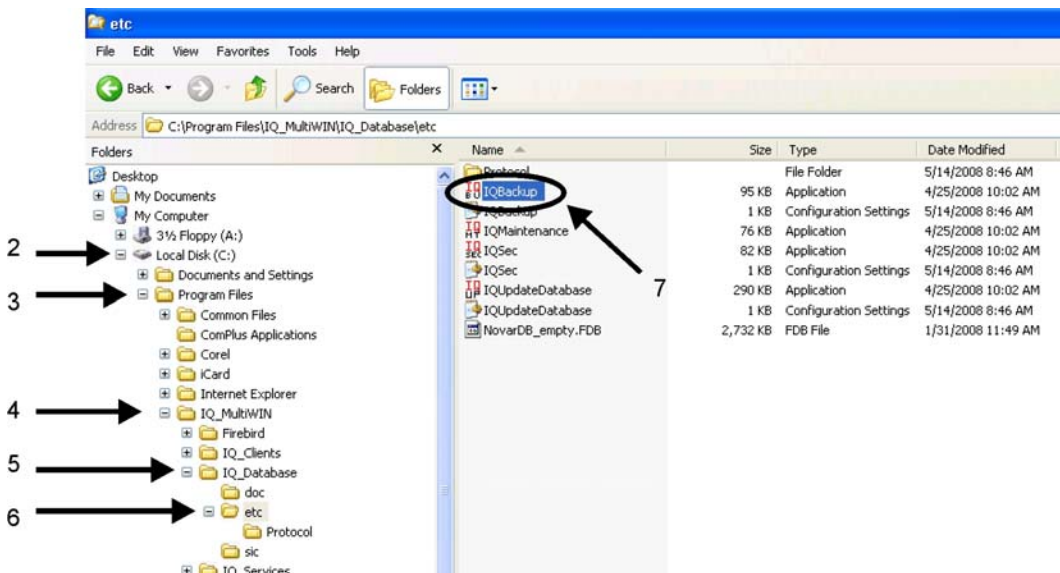 etc
File Edit View Favorites Tools Help
Back Search Folders
Address C:\Program Files\IQ_MultiWIN\IQ_Database\etc
Folders × Name Size Type Date Modified
Desktop
My Documents
My Computer
3½ Floppy (A:)
2 Local Disk (C:)
Documents and Settings
3 Program Files
Common Files
ComPlus Applications
Corel
iCard
Internet Explorer
4 IQ_MultiWIN
Firebird
IQ_Clients
5 IQ_Database
doc
6 etc
Protocol
sic
IQ_Services
Protocol File Folder 5/14/2008 8:46 AM
IQBackup 95 KB Application 4/25/2008 10:02 AM
IQBackup 1 KB Configuration Settings 5/14/2008 8:46 AM
IQMaintenance 76 KB Application 4/25/2008 10:02 AM
IQSec 82 KB Application 4/25/2008 10:02 AM
IQSec 1 KB Configuration Settings 5/14/2008 8:46 AM
7
IQUpdateDatabase 290 KB Application 4/25/2008 10:02 AM
IQUpdateDatabase 1 KB Configuration Settings 5/14/2008 8:46 AM
NovarDB_empty.FDB 2,732 KB FDB File 1/31/2008 11:49 AM